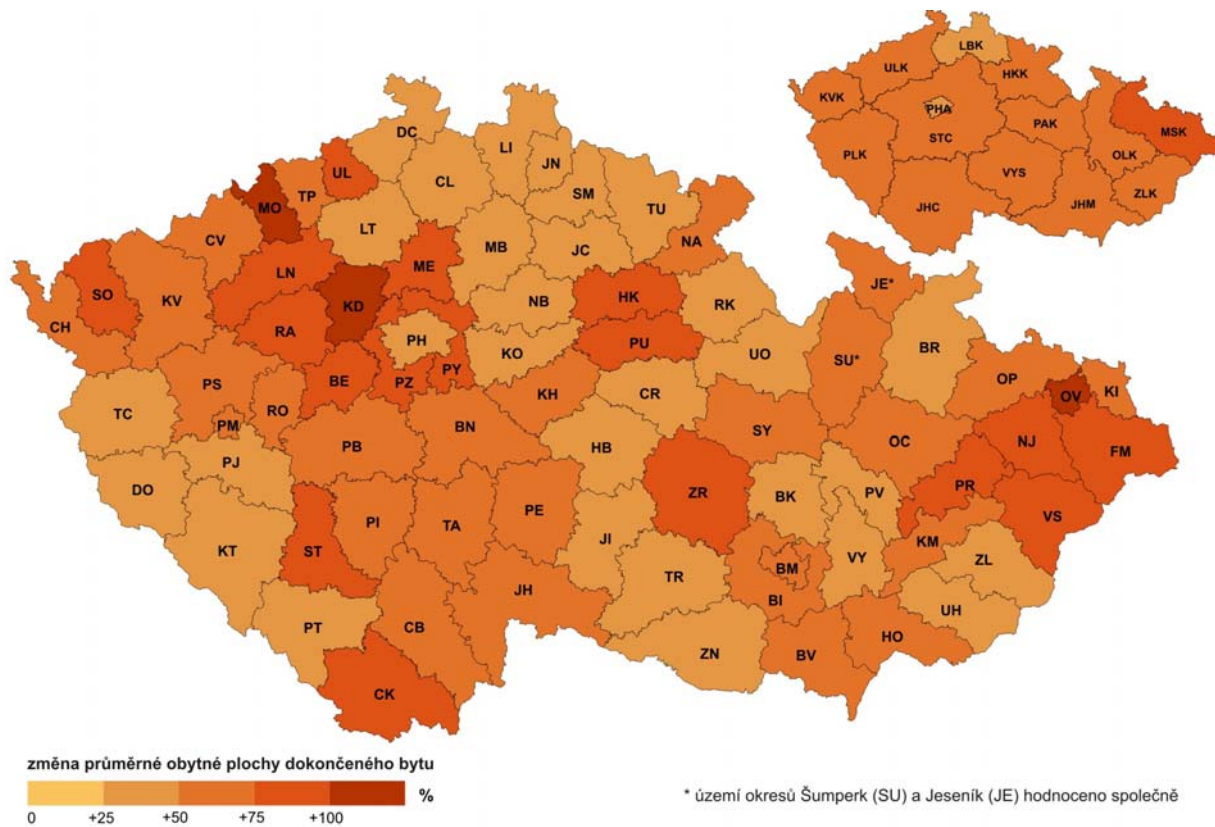 LBK
ULK
HKK
KVK
PHA
MSK
STC
PAK
PLK
OLK
VYS
ZLK
JHC
JHM
DC
LI
JN
UL
CL
SM
TP
MO
TU
LT
CV
MB
JC
NA
ME
LN
SO
KV
KD
NB
HK
RK
JE*
CH
RA
PH
KO
PU
UO
SU*
BR
BE
PZ
PY
OP
OV
KI
PS
RO
KH
CR
TC
PM
BN
SY
OC
NJ
FM
PB
HB
PJ
DO
ZR
BK
PV
PR
VS
PE
KT
ST
PI
TA
JI
VY
KM
ZL
BM
TR
JH
BI
UH
PT
CB
HO
ZN
BV
CK
změna průměrné obytné plochy dokončeného bytu
%
0 +25 +50 +75 +100
* území okresů Šumperk (SU) a Jeseník (JE) hodnoceno společně